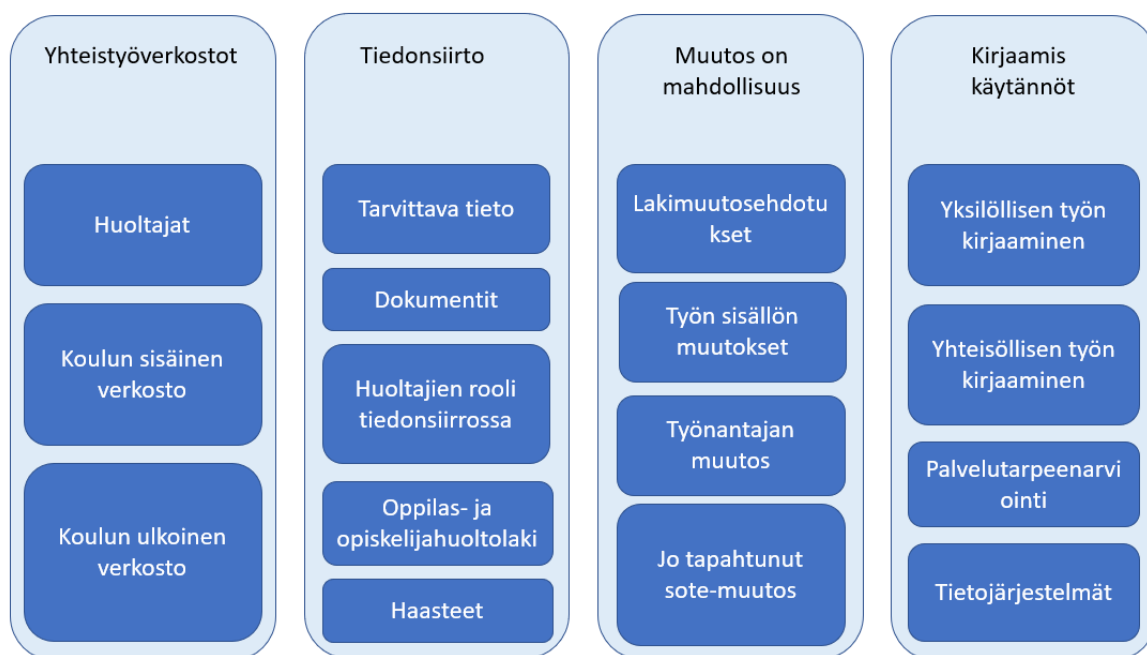 Yhteistyöverkostot
Huoltajat
Koulun sisäinen
verkosto
Koulun ulkoinen
verkosto
Tiedonsiirto
Tarvittava tieto
Dokumentit
Huoltajien rooli
tiedonsiirrossa
Oppilas- ja
opiskelijahuoltolaki
Haasteet
Muutos on
mahdollisuus
Lakimuutosehdotu
kset
Työn sisällön
muutokset
Työnantajan
muutos
Jo tapahtunut
sote-muutos
Kirjaamis
käytännöt
Yksilöllisen työn
kirjaaminen
Yhteisöllisen työn
kirjaaminen
Palvelutarpeenarvi
ointi
Tietojärjestelmät